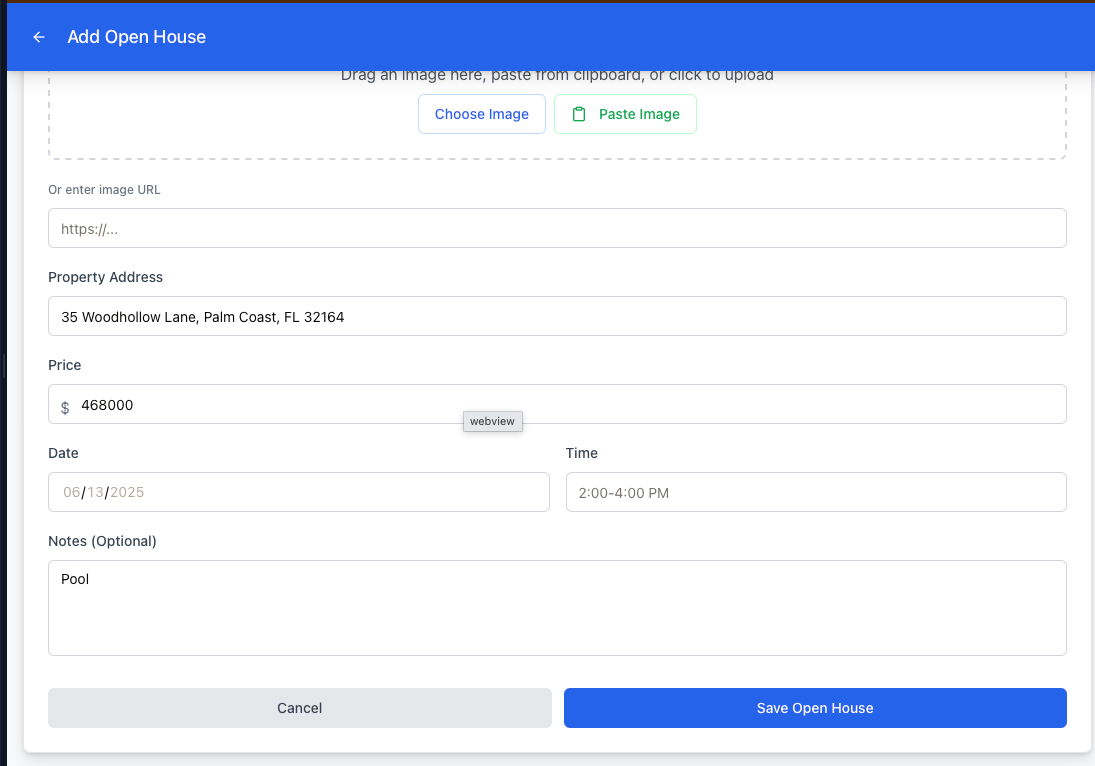 Add Open House
Drag an image here, paste from clipboard, or click to upload
Choose Image
Paste Image
Or enter image URL
https://...
Property Address
35 Woodhollow Lane, Palm Coast, FL 32164
Price
$ 468000
webview
Date
Time
06/13/2025
2:00-4:00 PM
Notes (Optional)
Pool
Cancel
Save Open House